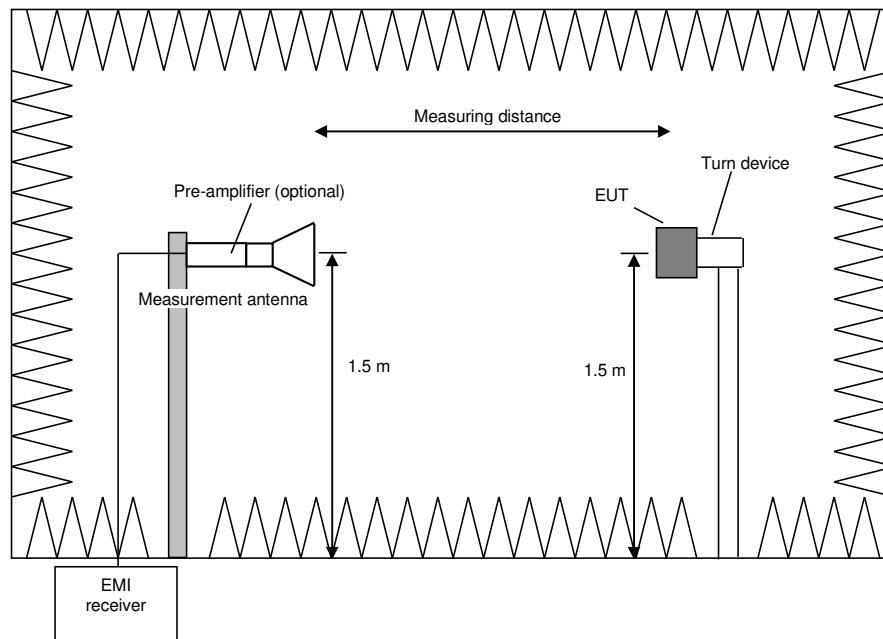 Measuring distance
Turn device
Pre-amplifier (optional)
EUT
Measurement antenna
1.5 m
1.5 m
EMI
receiver